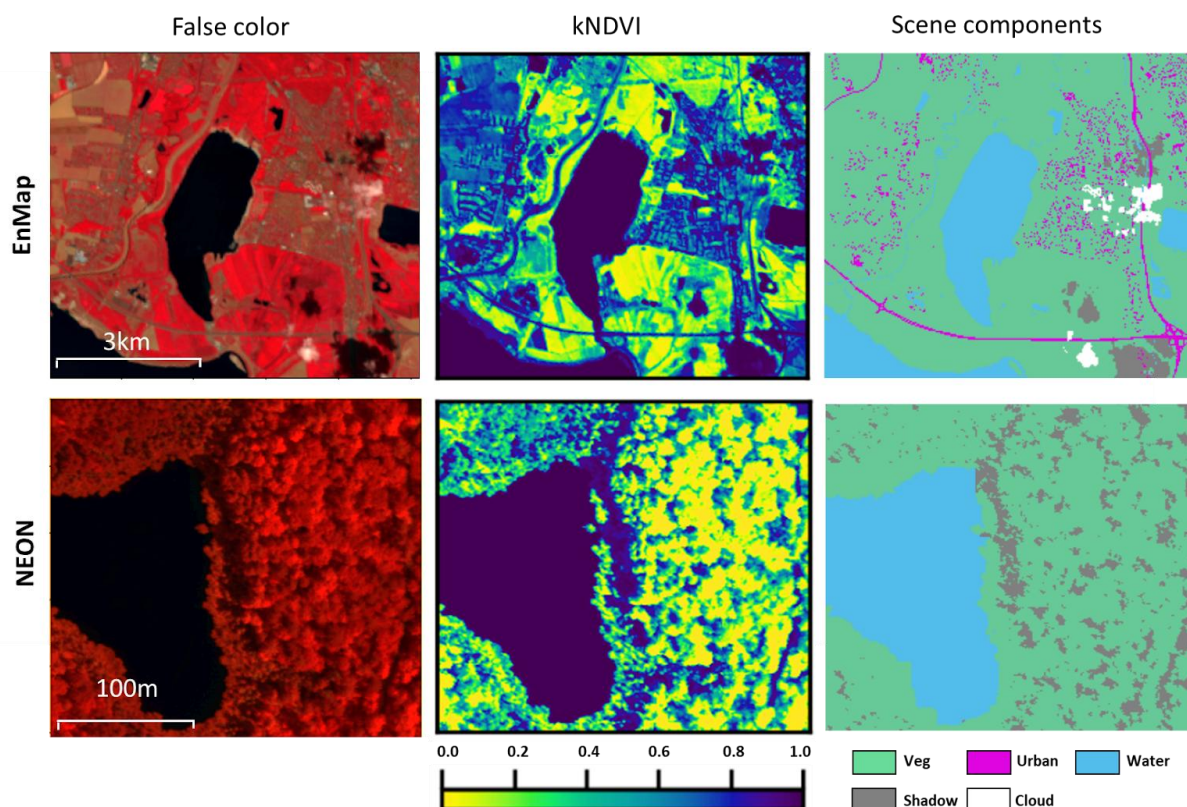 False color
kNDVI
Scene components
EnMap
3km
NEON
100m
0.0 0.2 0.4 0.6 0.8 1.0
Veg
Urban
Water
Shadow
Cloud